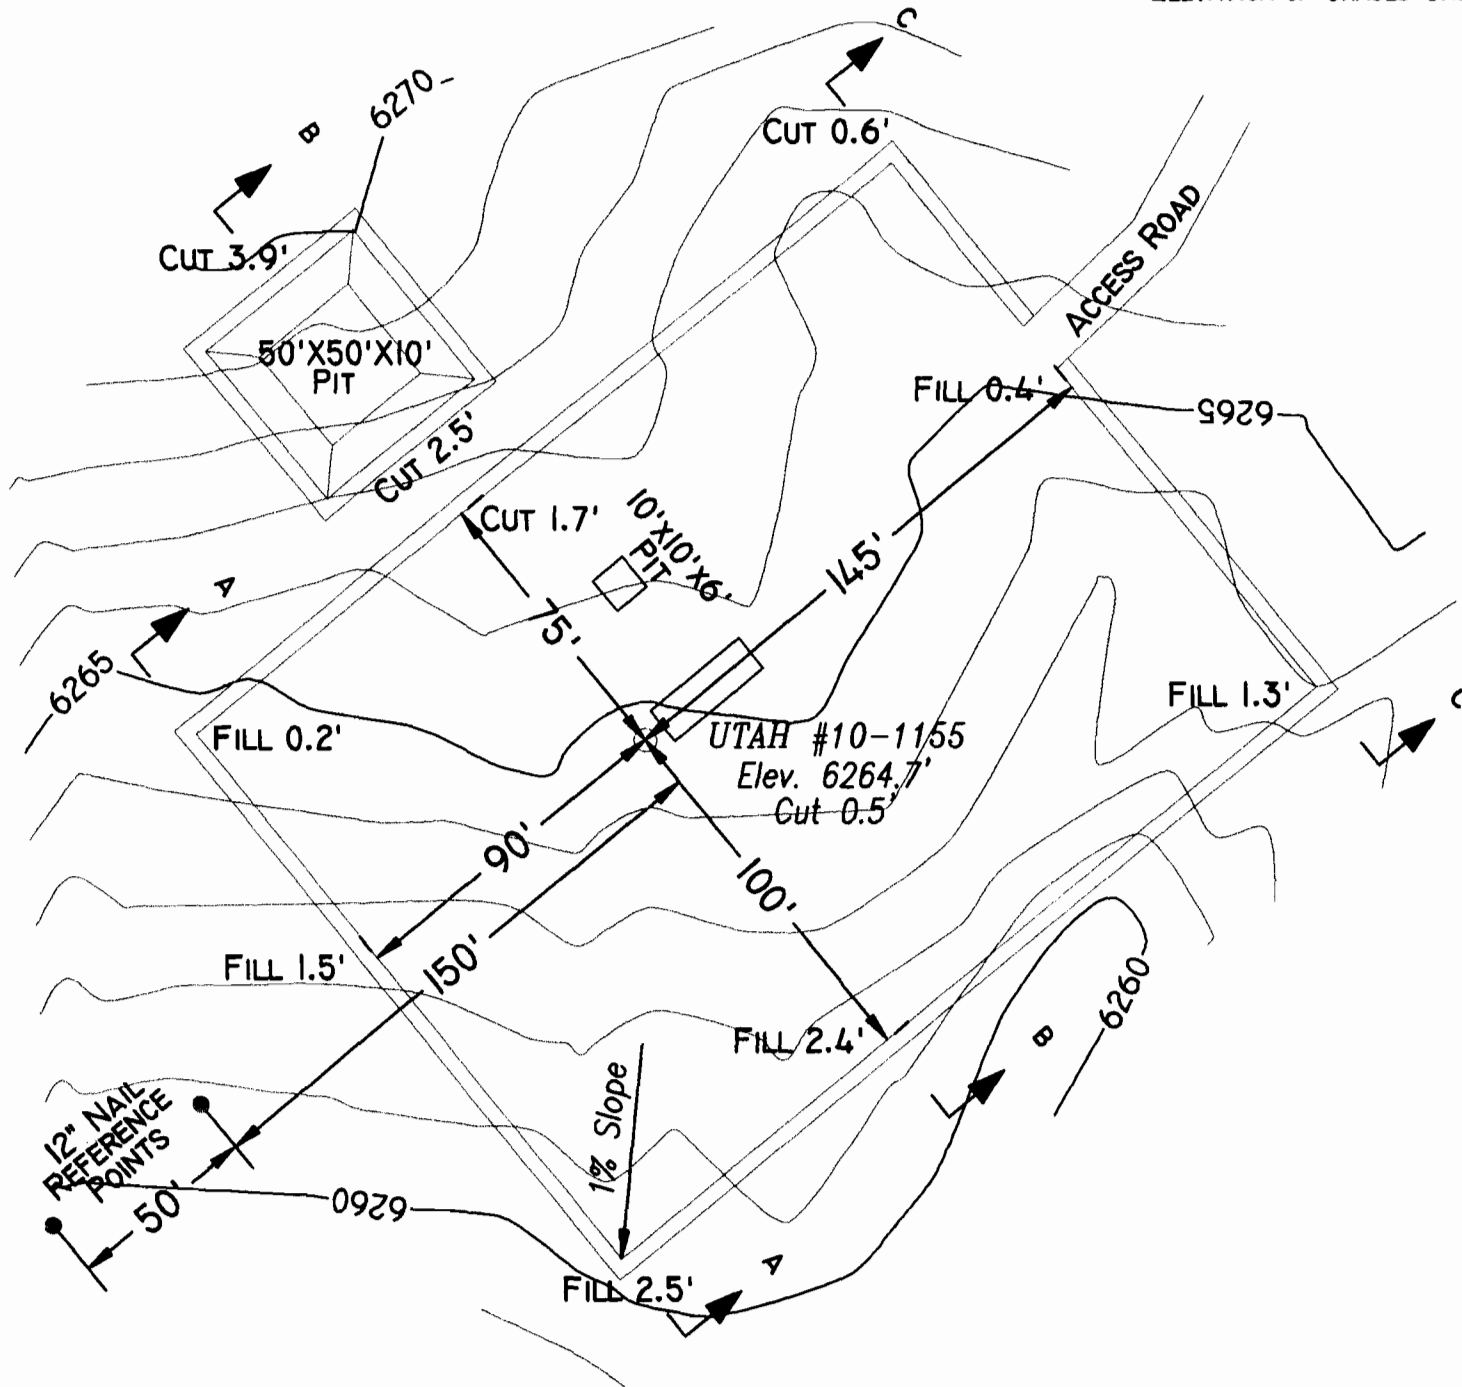 C
6270
B
CUT 0.6'
CUT 3.9'
ACCESS ROAD
50'X50'X10'
PIT
FILL 0.4'
6265
CUT 2.5'
CUT 1.7'
10'X10'X6'
PIT
145'
A
75'
6265
FILL 0.2'
UTAH #10-1155
Elev. 6264.7'
Cut 0.5'
FILL 1.3'
C
90'
100'
FILL 1.5'
150'
FILL 2.4'
6260
B
1% Slope
12" NAIL
REFERENCE
POINTS
50'
6260
A
FILL 2.5'